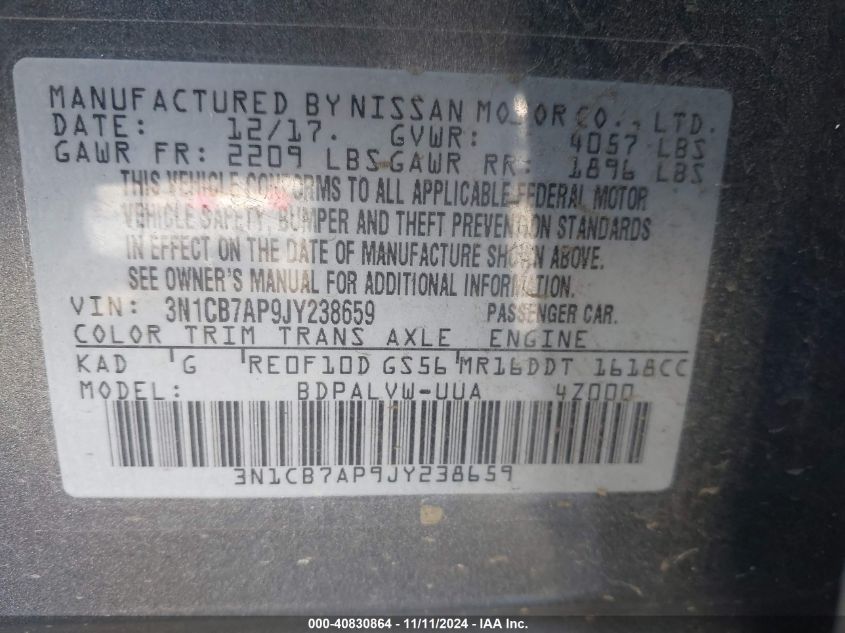 MANUFACTURED BY NISSAN MOTOR CO., LTD.
DATE: 12/17. GVWR: 4057 LBS
GAWR FR: 2209 LBS GAWR RR: 1896 LBS
THIS VEHICLE CONFORMS TO ALL APPLICABLE FEDERAL MOTOR
VEHICLE SAFETY, BUMPER AND THEFT PREVENTION STANDARDS
IN EFFECT ON THE DATE OF MANUFACTURE SHOWN ABOVE.
SEE OWNER'S MANUAL FOR ADDITIONAL INFORMATION.
VIN: 3N1CB7AP9JY238659 PASSENGER CAR.
COLOR TRIM TRANS AXLE ENGINE
KAD G RE0F10D GS56 MR16DDT 1618CC
MODEL: BDPALVW-UUA 4Z000
3N1CB7AP9JY238659
000-40830864 - 11/11/2024 - IAA Inc.